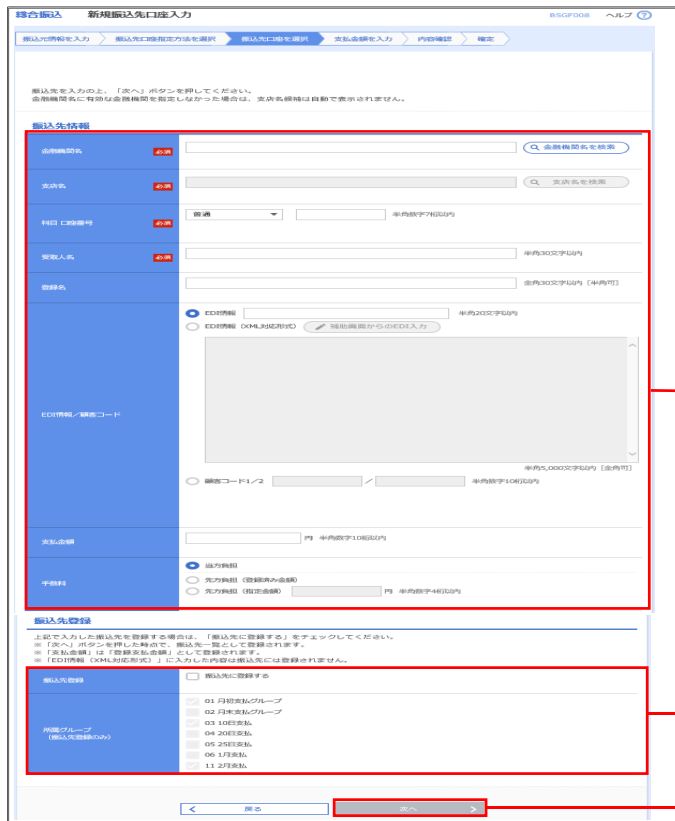 総合振込　新規振込先口座入力　BSGF008　ヘルプ ?
振込元情報を入力　振込先口座指定方法を選択　振込先口座を選択　支払金額を入力　内容確認　確定
振込先を入力の上、「次へ」ボタンを押してください。
金融機関名に有効な金融機関を指定しなかった場合は、支店名候補は自動で表示されません。
振込先情報
金融機関名　必須　金融機関名を検索
支店名　必須　支店名を検索
科目 口座番号　必須　普通　半角数字7桁以内
受取人名　必須　半角30文字以内
登録名　全角30文字以内 [半角可]
EDI情報　半角20文字以内
EDI情報（XML対応形式）　補助画面からのEDI入力
EDI情報／顧客コード
半角5,000文字以内 [全角可]
顧客コード1／2　／　半角数字10桁以内
支払金額　円　半角数字10桁以内
手数料　当方負担
先方負担（登録済み金額）
先方負担（指定金額）　円　半角数字4桁以内
振込先登録
上記で入力した振込先を登録する場合は、「振込先に登録する」をチェックしてください。
※「次へ」ボタンを押した時点で、振込先一覧として登録されます。
※「支払金額」は「登録支払金額」として登録されます。
※「EDI情報（XML対応形式）」に入力した内容は振込先には登録されません。
振込先登録　振込先に登録する
所属グループ
（振込先登録のみ）
01 月初支払グループ
02 月末支払グループ
03 10日支払
04 20日支払
05 25日支払
06 1月支払
11 2月支払
戻る　次へ